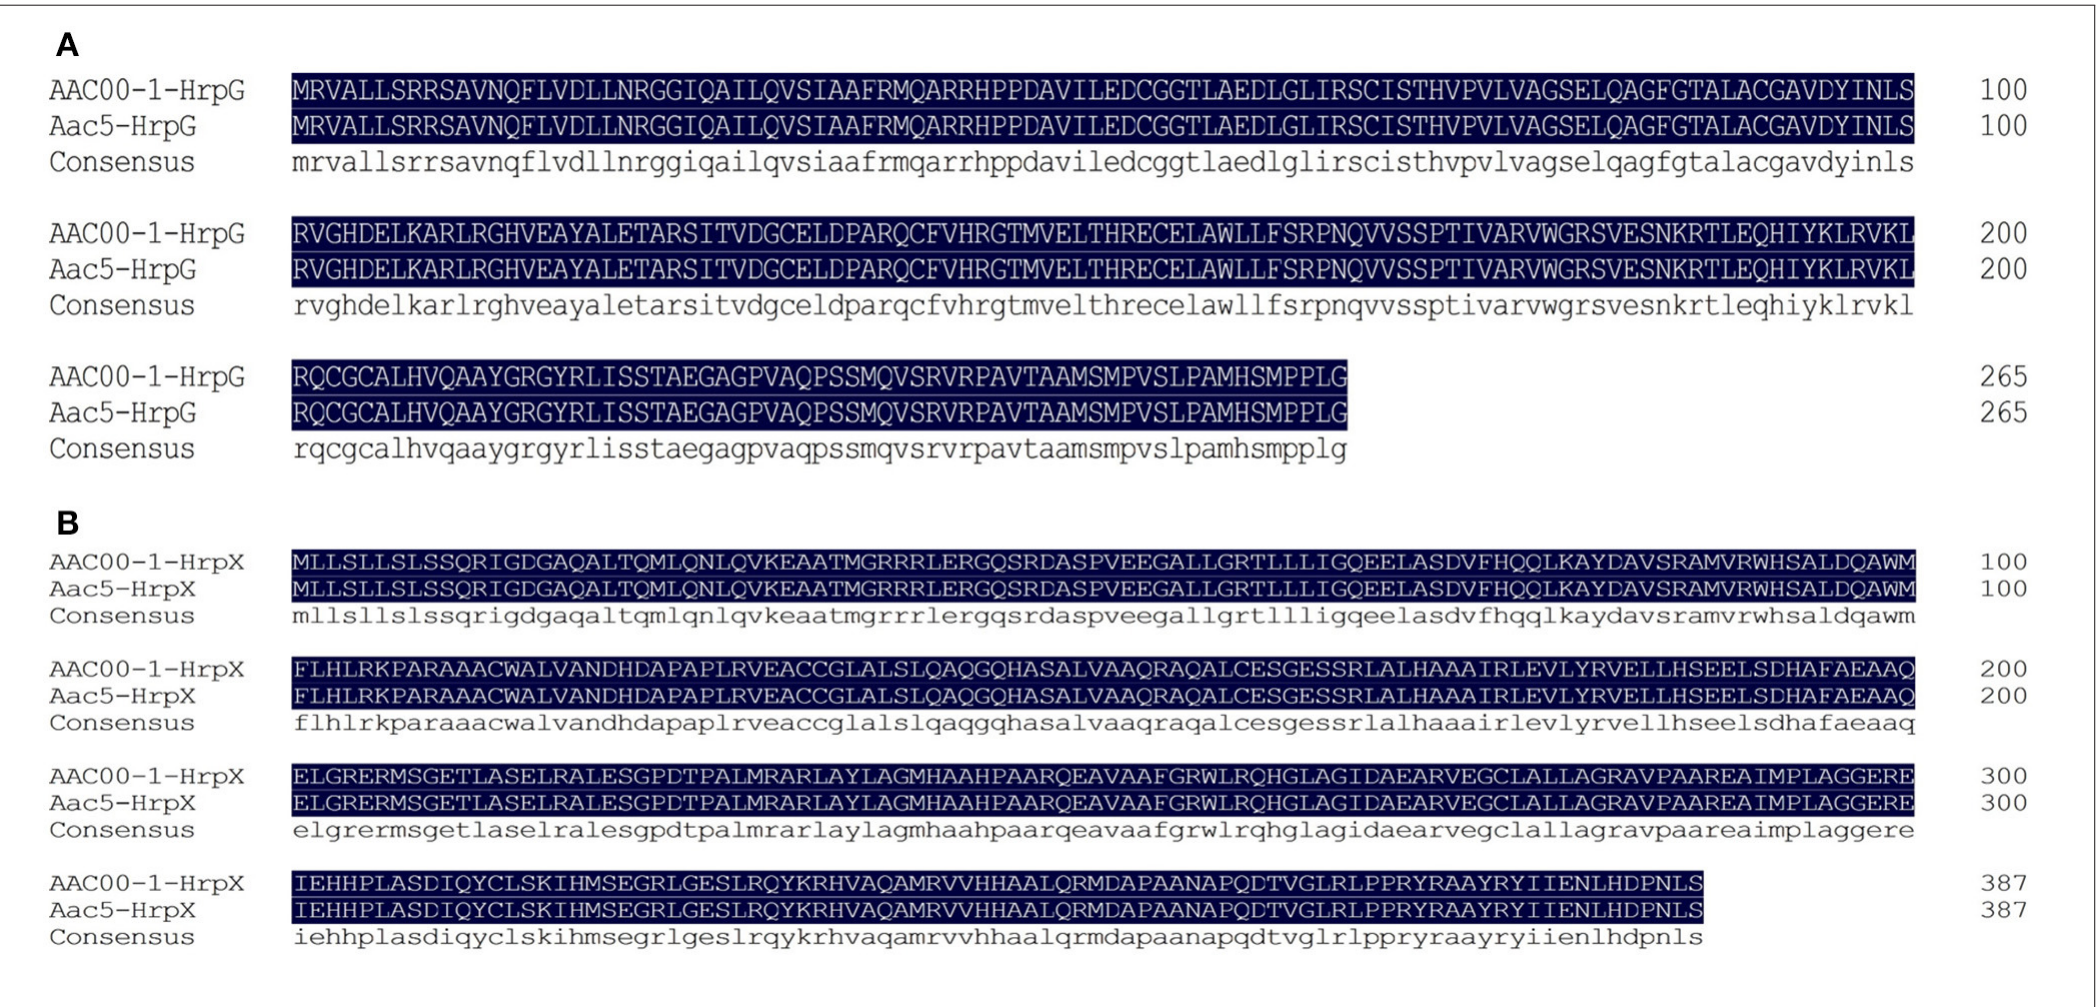 A
AAC00-1-HrpG MRVALLSRRSAVNQFLVDLLNRGGIQAILQVSIAAFRMQARRHPPDAVILEDCGGTLAEDLGLIRSCISTHVPVLVAGSELQAGFGTALACGAVDYINLS 100
Aac5-HrpG MRVALLSRRSAVNQFLVDLLNRGGIQAILQVSIAAFRMQARRHPPDAVILEDCGGTLAEDLGLIRSCISTHVPVLVAGSELQAGFGTALACGAVDYINLS 100
Consensus mrvallsrrsavnqflvdllnrggiqailqvsiaafrmqarrhppdaviledcggtlaedlglirscisthvpvlvagselqagfgtalacgavdyinls
AAC00-1-HrpG RVGHDELKARLRGHVEAYALETARSITVDGCELDPARQCFVHRGTMVELTHRECELAWLLFSRPNQVVSSPTIVARVWGRSVESNKRTLEQHIYKLRVKL 200
Aac5-HrpG RVGHDELKARLRGHVEAYALETARSITVDGCELDPARQCFVHRGTMVELTHRECELAWLLFSRPNQVVSSPTIVARVWGRSVESNKRTLEQHIYKLRVKL 200
Consensus rvghdelkarlrghveayaletarsitvdgceldparqcfvhrgtmvelthrecelawllfsrpnqvvssptivarvwgrsvesnkrtleqhiyklrvkl
AAC00-1-HrpG RQCGCALHVQAAYGRGYRLISSTAEGAGPVAQPSSMQVSRVRPAVTAAMSMPVSLPAMHSMPPLG 265
Aac5-HrpG RQCGCALHVQAAYGRGYRLISSTAEGAGPVAQPSSMQVSRVRPAVTAAMSMPVSLPAMHSMPPLG 265
Consensus rqcgcalhvqaaygrgyrlisstaegagpvaqpssmqvsrvrpavtaamsmpvslpamhsmpplg
B
AAC00-1-HrpX MLLSLLSLSSQRIGDGAQALTQMLQNLQVKEAATMGRRRLERGQSRDASPVEEGALLGRTLLLIGQEELASDVFHQQLKAYDAVSRAMVRWHSALDQAWM 100
Aac5-HrpX MLLSLLSLSSQRIGDGAQALTQMLQNLQVKEAATMGRRRLERGQSRDASPVEEGALLGRTLLLIGQEELASDVFHQQLKAYDAVSRAMVRWHSALDQAWM 100
Consensus mllsllslssqrigdgaqaltqmlqnlqvkeaatmgrrrlergqsrdaspveegallgrtllligqeelasdvfhqqlkaydavsramvrwhsaldqawm
AAC00-1-HrpX FLHLRKPARAAACWALVANDHDAPAPLRVEACCGLALSLQAQGQHASALVAAQRAQALCESGESSRLALHAAAIRLEVLYRVELLHSEELSDHAFAEAAQ 200
Aac5-HrpX FLHLRKPARAAACWALVANDHDAPAPLRVEACCGLALSLQAQGQHASALVAAQRAQALCESGESSRLALHAAAIRLEVLYRVELLHSEELSDHAFAEAAQ 200
Consensus flhlrkparaaacwalvandhdapaplrveaccglalslqaqgqhasalvaaqraqalcesgessrlalhaaairlevlyrvellhseelsdhafaeaaq
AAC00-1-HrpX ELGRERMSGETLASELRALESGPDTPALMRARLAYLAGMHAAHPAARQEAVAAFGRWLRQHGLAGIDAEARVEGCLALLAGRAVPAAREAIMPLAGGERE 300
Aac5-HrpX ELGRERMSGETLASELRALESGPDTPALMRARLAYLAGMHAAHPAARQEAVAAFGRWLRQHGLAGIDAEARVEGCLALLAGRAVPAAREAIMPLAGGERE 300
Consensus elgrermsgetlaselralesgpdtpalmrarlaylagmhaahpaarqeavaafgrwlrqhglagidaearvegclallagravpaareaimplaggere
AAC00-1-HrpX IEHHPLASDIQYCLSKIHMSEGRLGESLRQYKRHVAQAMRVVHHAALQRMDAPAANAPQDTVGLRLPPRYRAAYRYIIENLHDPNLS 387
Aac5-HrpX IEHHPLASDIQYCLSKIHMSEGRLGESLRQYKRHVAQAMRVVHHAALQRMDAPAANAPQDTVGLRLPPRYRAAYRYIIENLHDPNLS 387
Consensus iehhplasdiqyclskihmsegrlgeslrqykrhvaqamrvvhhaalqrmdapaanapqdtvglrlppryraayryiienlhdpnls